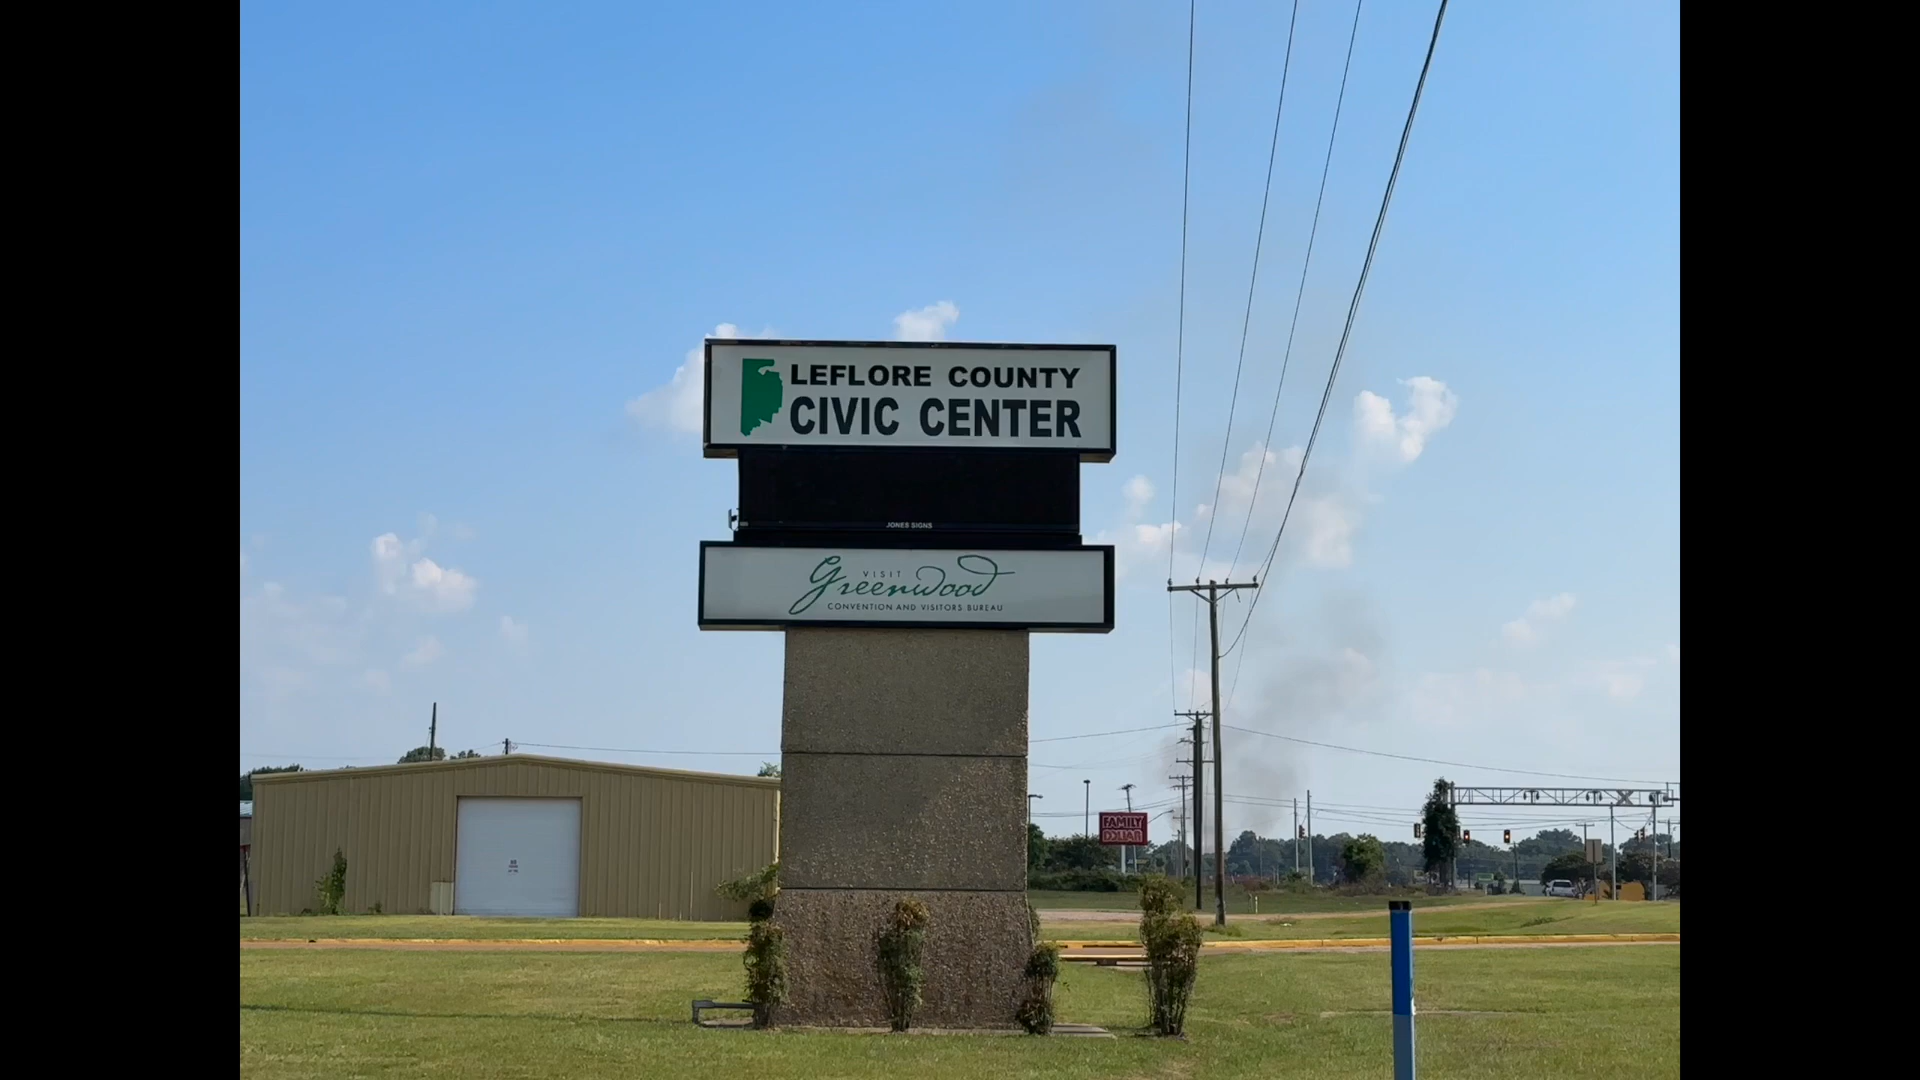 LEFLORE COUNTY
CIVIC CENTER
JONES SIGNS
VISIT
Greenwood
CONVENTION AND VISITORS BUREAU
FAMILY
DOLLAR